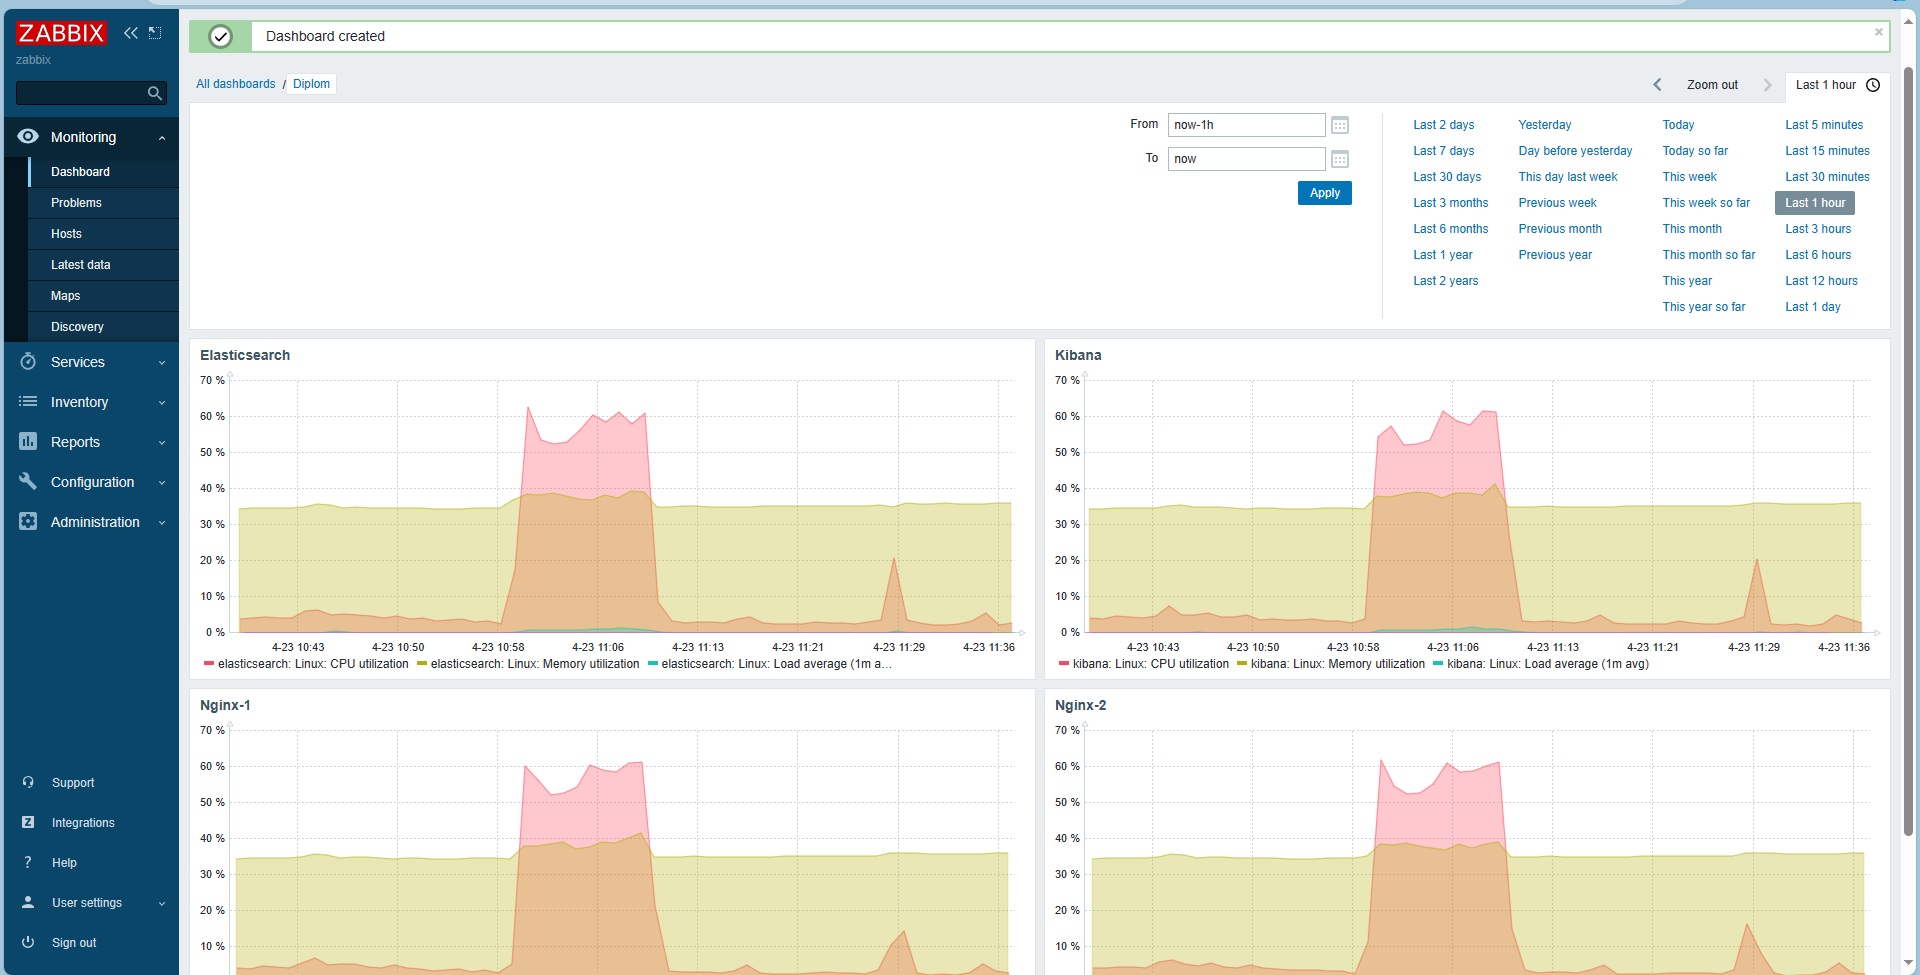 ZABBIX
zabbix
Monitoring
Dashboard
Problems
Hosts
Latest data
Maps
Discovery
Services
Inventory
Reports
Configuration
Administration
Support
Integrations
Help
User settings
Sign out
Dashboard created
All dashboards / Diplom
Zoom out
Last 1 hour
From now-1h
To now
Apply
Last 2 days Yesterday Today Last 5 minutes
Last 7 days Day before yesterday Today so far Last 15 minutes
Last 30 days This day last week This week Last 30 minutes
Last 3 months Previous week This week so far Last 1 hour
Last 6 months Previous month This month Last 3 hours
Last 1 year Previous year This month so far Last 6 hours
Last 2 years This year Last 12 hours
This year so far Last 1 day
Elasticsearch
70 %
60 %
50 %
40 %
30 %
20 %
10 %
0 %
4-23 10:43 4-23 10:50 4-23 10:58 4-23 11:06 4-23 11:13 4-23 11:21 4-23 11:29 4-23 11:36
elasticsearch: Linux: CPU utilization elasticsearch: Linux: Memory utilization elasticsearch: Linux: Load average (1m a...
Kibana
70 %
60 %
50 %
40 %
30 %
20 %
10 %
0 %
4-23 10:43 4-23 10:50 4-23 10:58 4-23 11:06 4-23 11:13 4-23 11:21 4-23 11:29 4-23 11:36
kibana: Linux: CPU utilization kibana: Linux: Memory utilization kibana: Linux: Load average (1m avg)
Nginx-1
70 %
60 %
50 %
40 %
30 %
20 %
10 %
Nginx-2
70 %
60 %
50 %
40 %
30 %
20 %
10 %